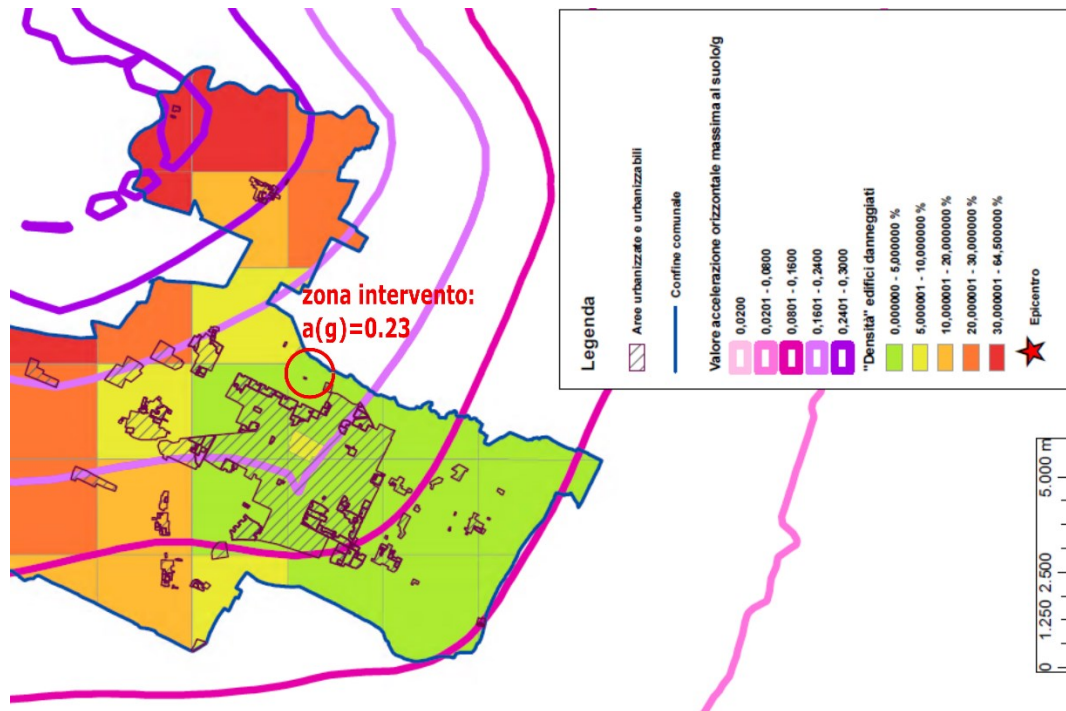 zona intervento:
a(g)=0.23
Legenda
Aree urbanizzate e urbanizzabili
Confine comunale
Valore accelerazione orizzontale massima al suolo/g
0,0200
0,0201 - 0,0800
0,0801 - 0,1600
0,1601 - 0,2400
0,2401 - 0,3000
"Densità" edifici danneggiati
0,000000 - 5,000000 %
5,000001 - 10,000000 %
10,000001 - 20,000000 %
20,000001 - 30,000000 %
30,000001 - 64,500000 %
Epicentro
0 1.250 2.500 5.000 m